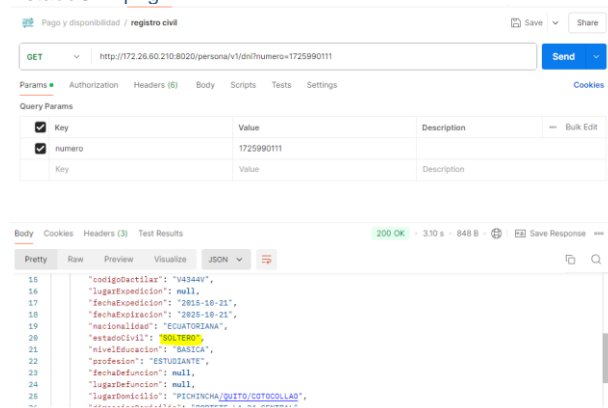 Pago y disponibilidad / registro civil
Save
Share
GET
http://172.26.60.210:8020/persona/v1/dni?numero=1725990111
Send
Params
Authorization
Headers (6)
Body
Scripts
Tests
Settings
Cookies
Query Params
Key
Value
Description
Bulk Edit
numero
1725990111
Key
Value
Description
Body
Cookies
Headers (3)
Test Results
200 OK
3.10 s
848 B
Save Response
Pretty
Raw
Preview
Visualize
JSON
15 "codigoDactilar": "V4344V",
16 "lugarExpedicion": null,
17 "fechaExpedicion": "2015-10-21",
18 "fechaExpiracion": "2025-10-21",
19 "nacionalidad": "ECUATORIANA",
20 "estadoCivil": "SOLTERO",
21 "nivelEducacion": "BASICA",
22 "profesion": "ESTUDIANTE",
23 "fechaDefuncion": null,
24 "lugarDefuncion": null,
25 "lugarDomicilio": "PICHINCHA/QUITO/COTOCOLLAO",